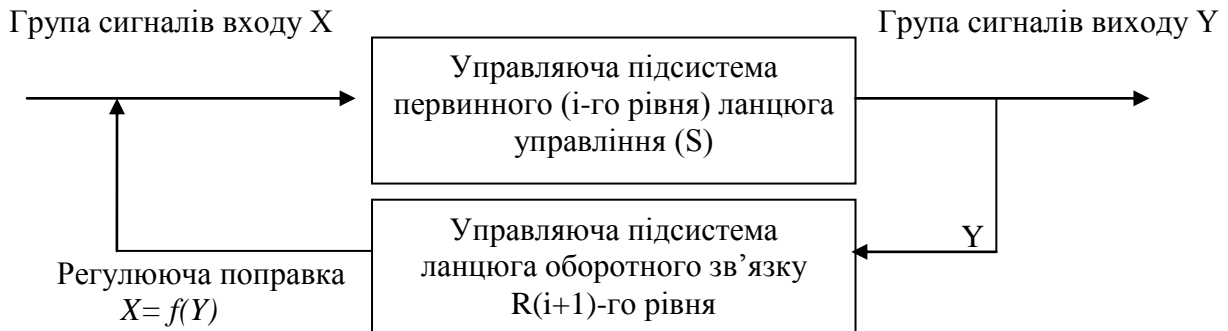 Група сигналів входу X
Група сигналів виходу Y
Управляюча підсистема
первинного (і-го рівня) ланцюга
управління (S)
Управляюча підсистема
ланцюга оборотного зв’язку
R(і+1)-го рівня
Y
Регулююча поправка
X= f(Y)